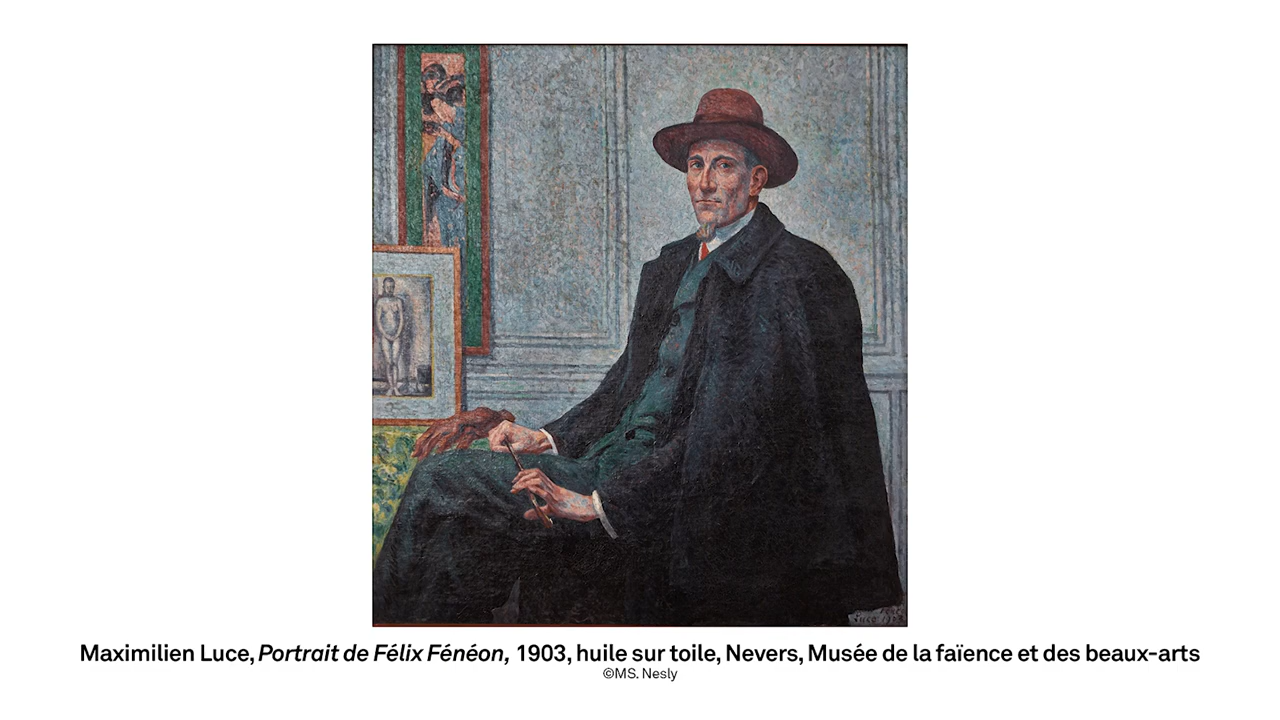 Maximilien Luce, Portrait de Félix Fénéon, 1903, huile sur toile, Nevers, Musée de la faïence et des beaux-arts
©MS. Nesly